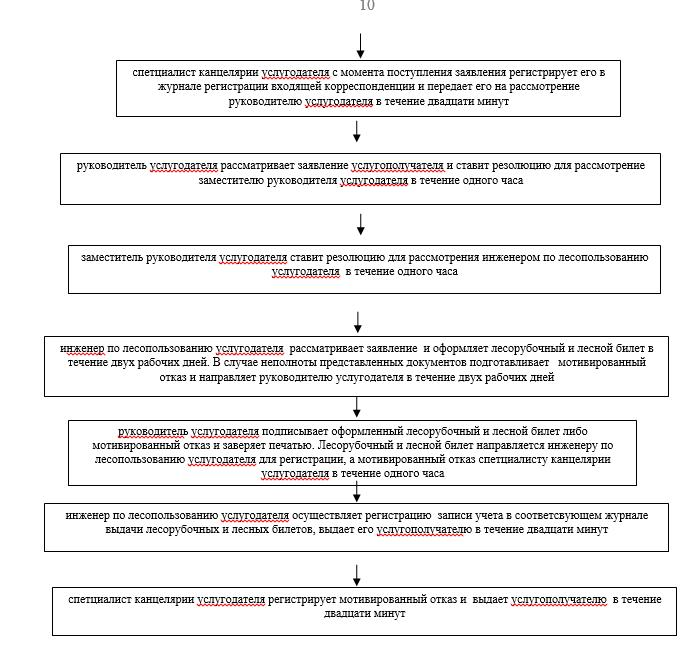 10
спетциалист канцелярии услугодателя с момента поступления заявления регистрирует его в
журнале регистрации входящей корреспонденции и передает его на рассмотрение
руководителю услугодателя в течение двадцати минут
руководитель услугодателя рассматривает заявление услугополучателя и ставит резолюцию для рассмотрение
заместителю руководителя услугодателя в течение одного часа
заместитель руководителя услугодателя ставит резолюцию для рассмотрения инженером по лесопользованию
услугодателя в течение одного часа
инженер по лесопользованию услугодателя рассматривает заявление и оформляет лесорубочный и лесной билет в
течение двух рабочих дней. В случае неполноты представленных документов подготавливает мотивированный
отказ и направляет руководителю услугодателя в течение двух рабочих дней
руководитель услугодателя подписывает оформленный лесорубочный и лесной билет либо
мотивированный отказ и заверяет печатью. Лесорубочный и лесной билет направляется инженеру по
лесопользованию услугодателя для регистрации, а мотивированный отказ спетциалисту канцелярии
услугодателя в течение одного часа
инженер по лесопользованию услугодателя осуществляет регистрацию записи учета в соответсвующем журнале
выдачи лесорубочных и лесных билетов, выдает его услугополучателю в течение двадцати минут
спетциалист канцелярии услугодателя регистрирует мотивированный отказ и выдает услугополучателю в течение
двадцати минут